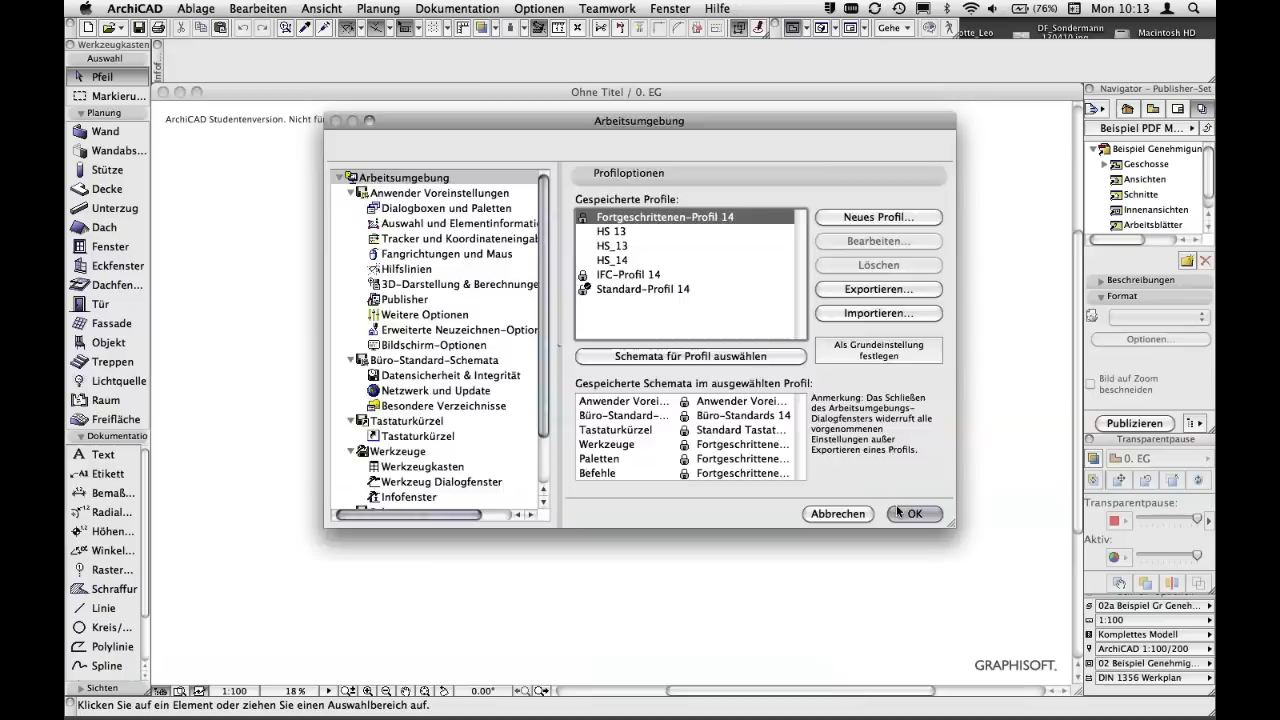 ArchiCAD Ablage Bearbeiten Ansicht Planung Dokumentation Optionen Teamwork Fenster Hilfe (76%) Mon 10:13
Gehe
otte_Leo
DF_Sondermann
Macintosh HD
Werkzeugkasten
Auswahl
Pfeil
Markieru...
Planung
Wand
Wandabs...
Stütze
Decke
Unterzug
Dach
Fenster
Eckfenster
Dachfen...
Tür
Fassade
Objekt
Treppen
Lichtquelle
Raum
Freifläche
Dokumentatio
Text
Etikett
Bemaß...
Radial...
Höhen...
Winkel...
Raster...
Schraffur
Linie
Kreis/...
Polylinie
Spline
Sichten
Infof...
Ohne Titel / 0. EG
ArchiCAD Studentenversion. Nicht fü
Arbeitsumgebung
Arbeitsumgebung
Anwender Voreinstellungen
Dialogboxen und Paletten
Auswahl und Elementinformati
Tracker und Koordinateneingab
Fangrichtungen und Maus
Hilfslinien
3D-Darstellung & Berechnunge
Publisher
Weitere Optionen
Erweiterte Neuzeichnen-Option
Bildschirm-Optionen
Büro-Standard-Schemata
Datensicherheit & Integrität
Netzwerk und Update
Besondere Verzeichnisse
Tastaturkürzel
Tastaturkürzel
Werkzeuge
Werkzeugkasten
Werkzeug Dialogfenster
Infofenster
Profiloptionen
Gespeicherte Profile:
Fortgeschrittenen-Profil 14
HS 13
HS_13
HS_14
IFC-Profil 14
Standard-Profil 14
Neues Profil...
Bearbeiten...
Löschen
Exportieren...
Importieren...
Als Grundeinstellung
festlegen
Schemata für Profil auswählen
Gespeicherte Schemata im ausgewählten Profil:
Anwender Vorei... Anwender Vorei...
Büro-Standard-... Büro-Standards 14
Tastaturkürzel Standard Tastat...
Werkzeuge Fortgeschrittene...
Paletten Fortgeschrittene...
Befehle Fortgeschrittene...
Anmerkung: Das Schließen
des Arbeitsumgebungs-
Dialogfensters widerruft alle
vorgenommenen
Einstellungen außer
Exportieren eines Profils.
Abbrechen OK
GRAPHISOFT.
1:100 18 % 0.00°
Klicken Sie auf ein Element oder ziehen Sie einen Auswahlbereich auf.
Navigator - Publisher-Set
Beispiel PDF M...
Beispiel Genehmigun
Geschosse
Ansichten
Schnitte
Innenansichten
Arbeitsblätter
Beschreibungen
Format
Optionen...
Bild auf Zoom
beschneiden
Publizieren
Transparentpause
0. EG
Transparentpause:
Aktiv:
02a Beispiel Gr Geneh...
1:100
Komplettes Modell
ArchiCAD 1:100/200
02 Beispiel Genehmig...
DIN 1356 Werkplan